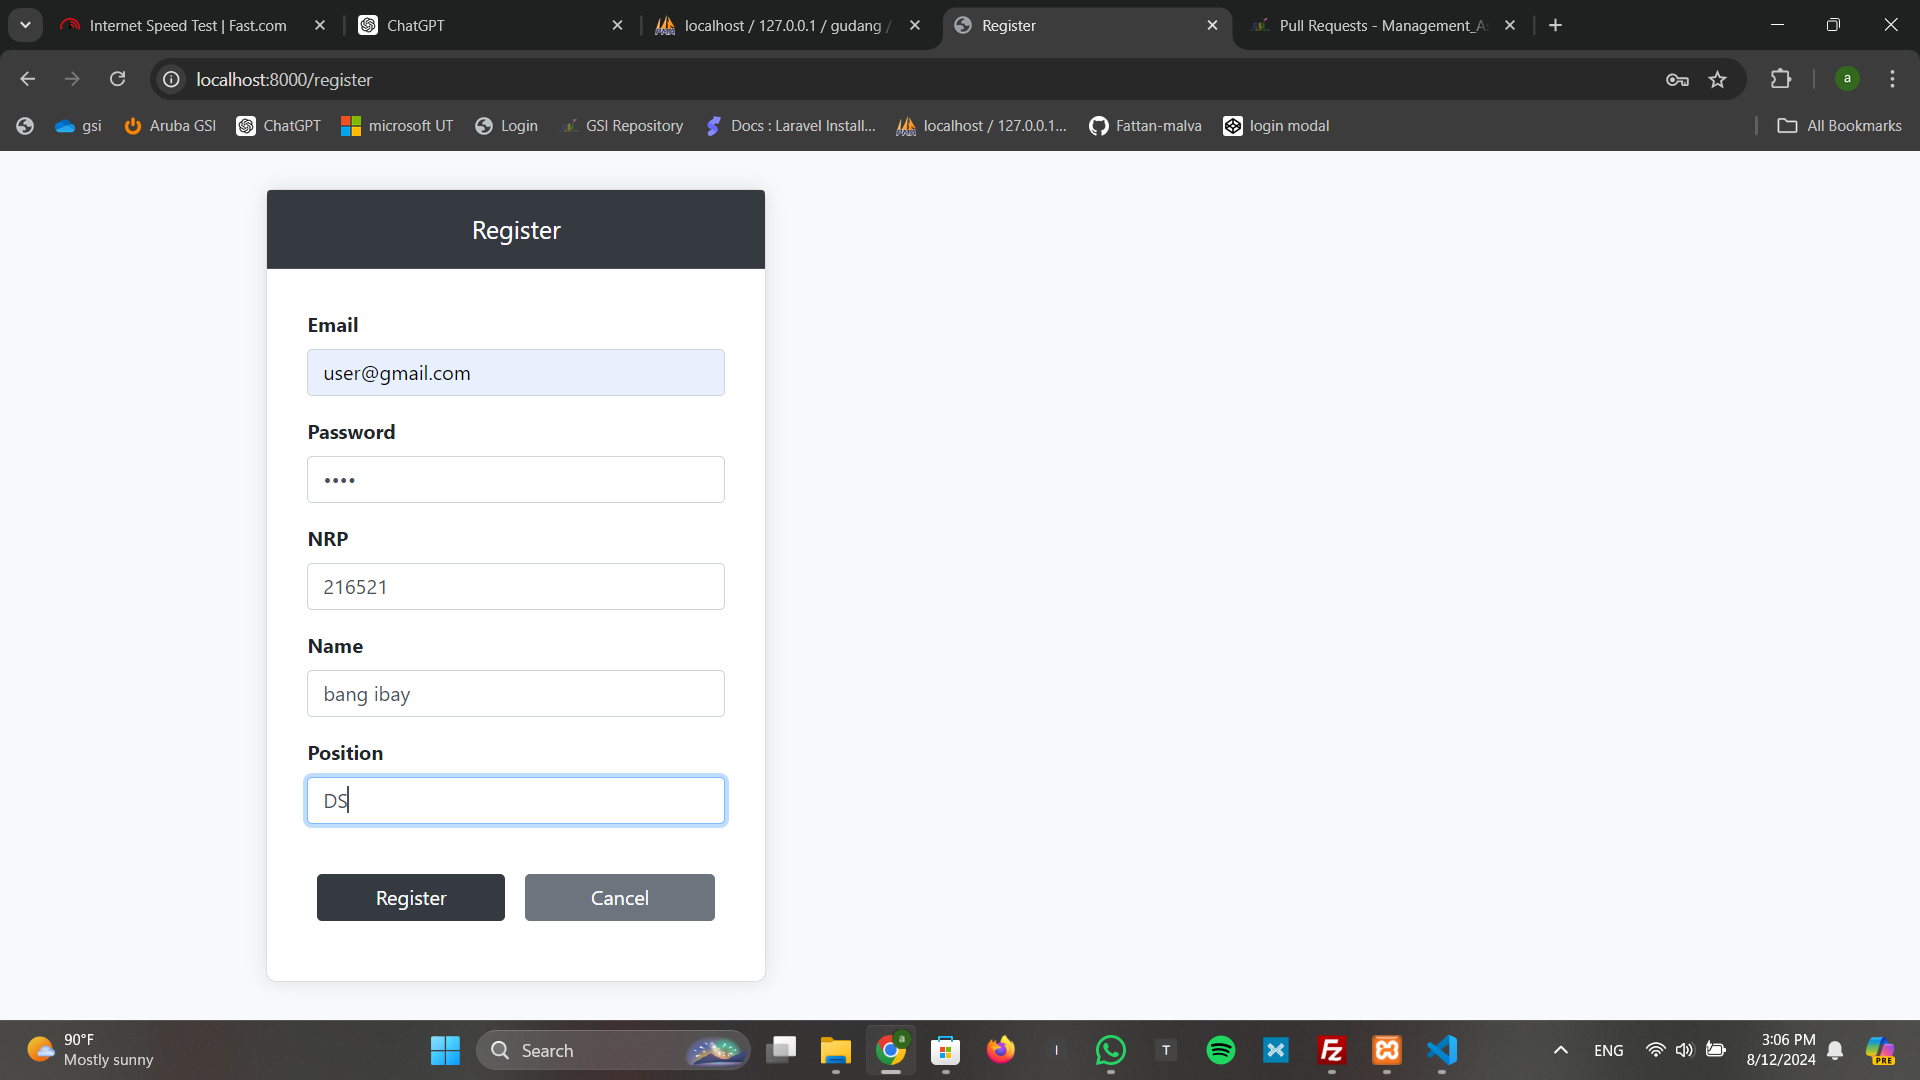 Internet Speed Test | Fast.com
ChatGPT
localhost / 127.0.0.1 / gudang /
Register
Pull Requests - Management_A
localhost:8000/register
a
gsi
Aruba GSI
ChatGPT
microsoft UT
Login
GSI Repository
Docs : Laravel Install...
localhost / 127.0.0.1...
Fattan-malva
login modal
All Bookmarks
Register
Email
user@gmail.com
Password
••••
NRP
216521
Name
bang ibay
Position
DS
Register
Cancel
90°F
Mostly sunny
Search
a
I
T
Fz
ENG
3:06 PM
8/12/2024
PRE